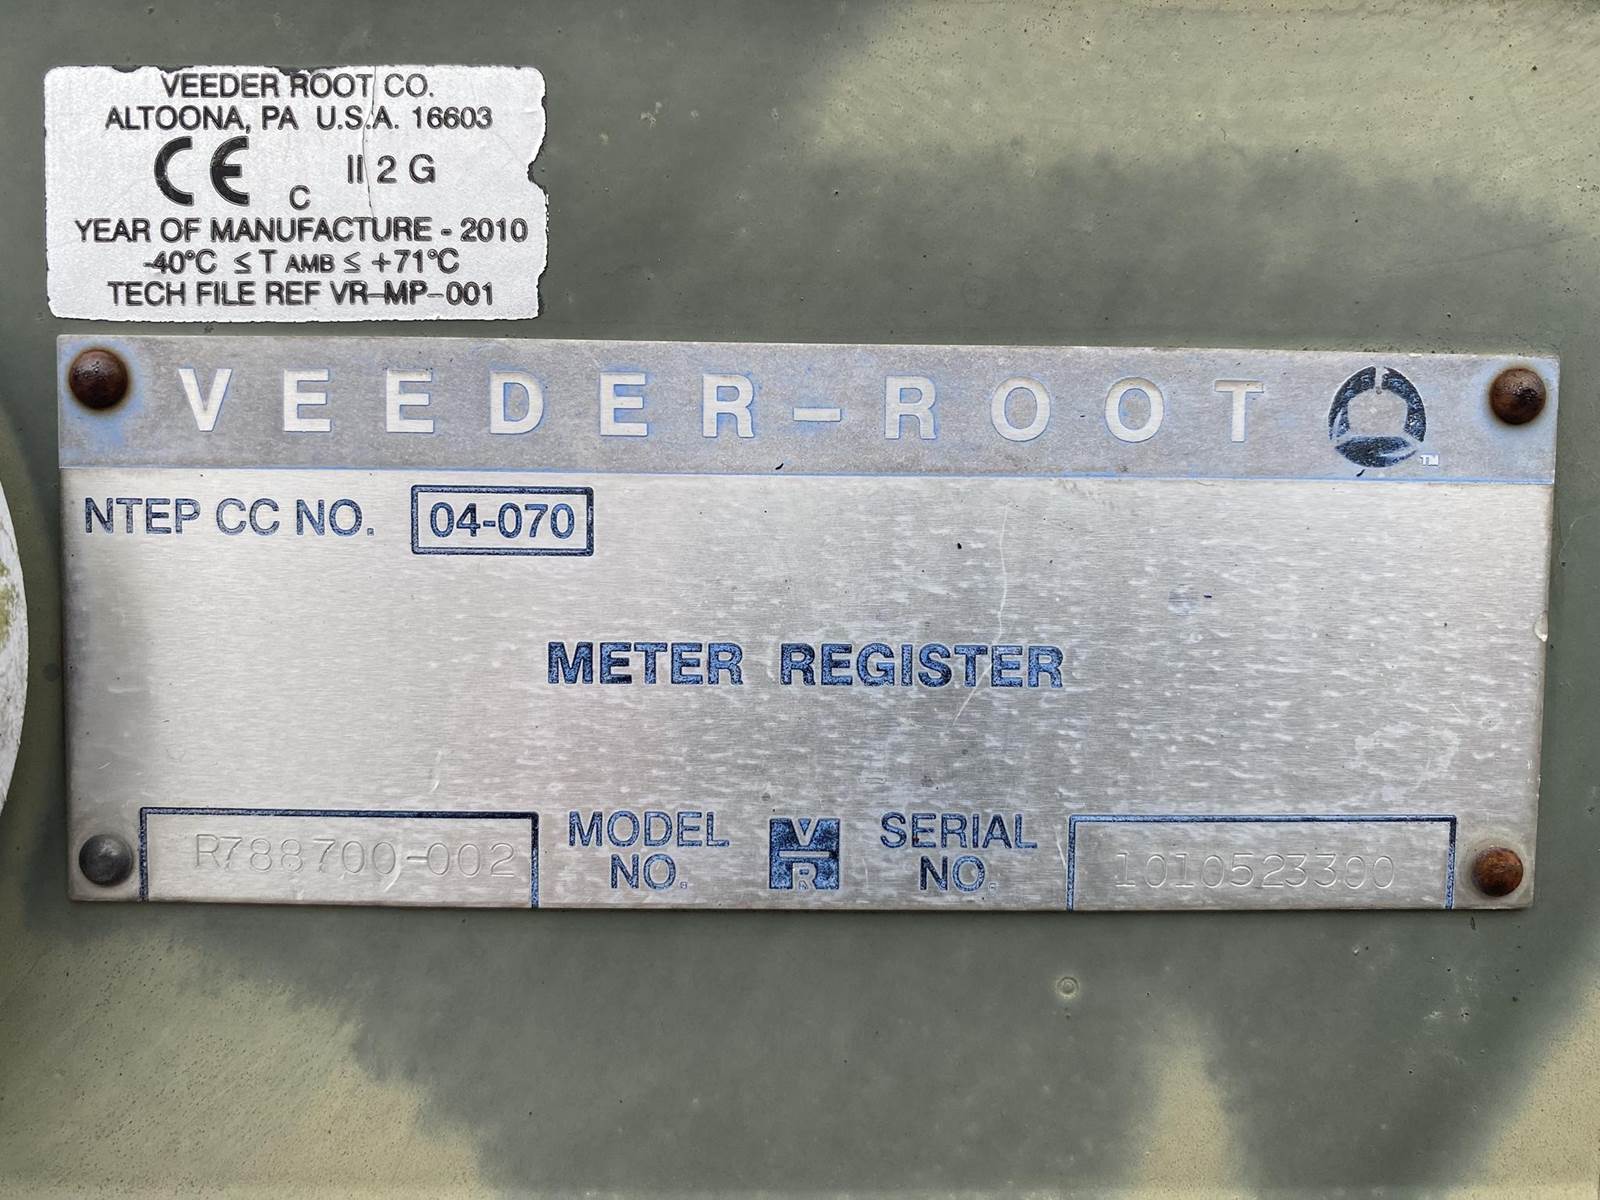 VEEDER ROOT CO.
ALTOONA, PA U.S.A. 16603
CE II 2 G
C
YEAR OF MANUFACTURE - 2010
-40°C ≤ T AMB ≤ +71°C
TECH FILE REF VR-MP-001
VEEDER-ROOT
TM
NTEP CC NO. 04-070
METER REGISTER
R788700-002 MODEL NO. V R SERIAL NO. 1010523300